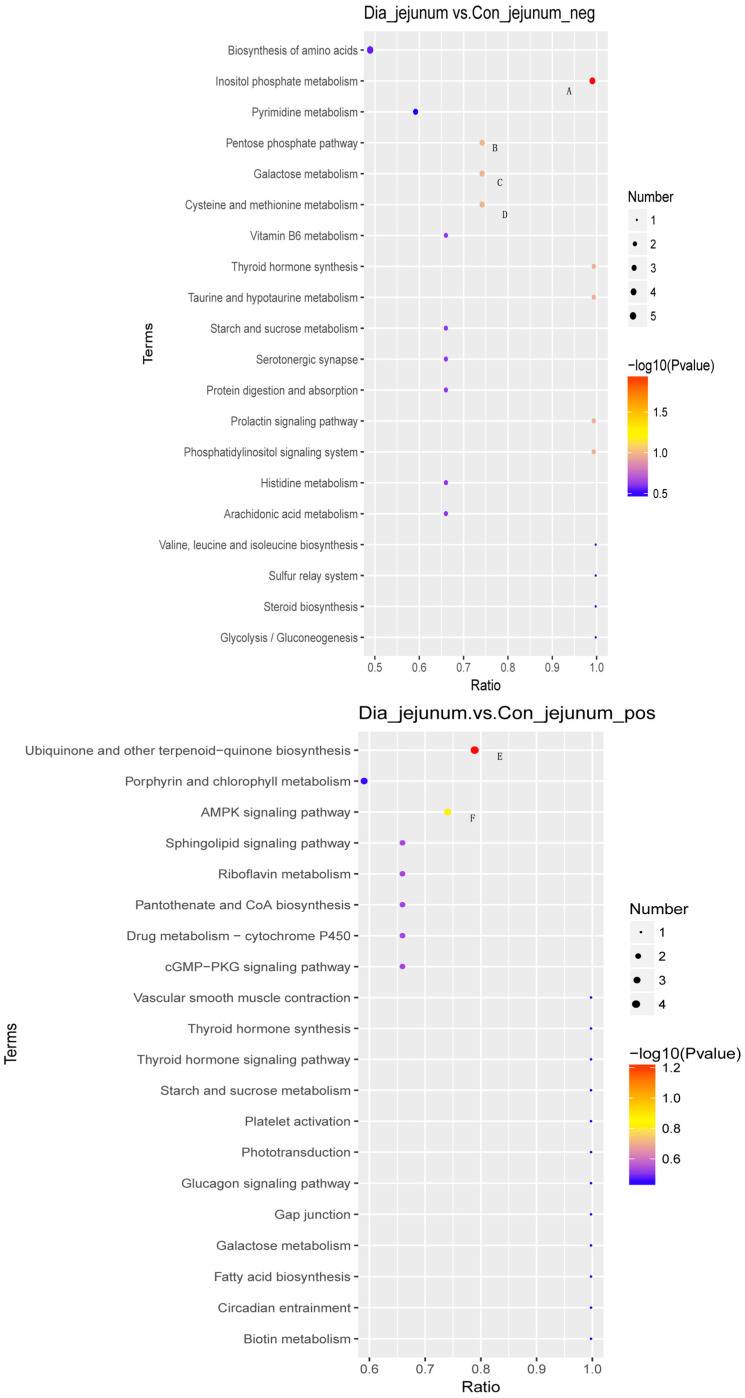 Dia_jejunum vs.Con_jejunum_neg
Biosynthesis of amino acids
Inositol phosphate metabolism
A
Pyrimidine metabolism
Pentose phosphate pathway
B
Galactose metabolism
C
Cysteine and methionine metabolism
D
Vitamin B6 metabolism
Thyroid hormone synthesis
Taurine and hypotaurine metabolism
Starch and sucrose metabolism
Serotonergic synapse
Protein digestion and absorption
Prolactin signaling pathway
Phosphatidylinositol signaling system
Histidine metabolism
Arachidonic acid metabolism
Valine, leucine and isoleucine biosynthesis
Sulfur relay system
Steroid biosynthesis
Glycolysis / Gluconeogenesis
Terms
0.5 0.6 0.7 0.8 0.9 1.0
Ratio
Number
1
2
3
4
5
−log10(Pvalue)
1.5
1.0
0.5
Dia_jejunum.vs.Con_jejunum_pos
Ubiquinone and other terpenoid−quinone biosynthesis
E
Porphyrin and chlorophyll metabolism
AMPK signaling pathway
F
Sphingolipid signaling pathway
Riboflavin metabolism
Pantothenate and CoA biosynthesis
Drug metabolism − cytochrome P450
cGMP−PKG signaling pathway
Vascular smooth muscle contraction
Thyroid hormone synthesis
Thyroid hormone signaling pathway
Starch and sucrose metabolism
Platelet activation
Phototransduction
Glucagon signaling pathway
Gap junction
Galactose metabolism
Fatty acid biosynthesis
Circadian entrainment
Biotin metabolism
Terms
0.6 0.7 0.8 0.9 1.0
Ratio
Number
1
2
3
4
−log10(Pvalue)
1.2
1.0
0.8
0.6